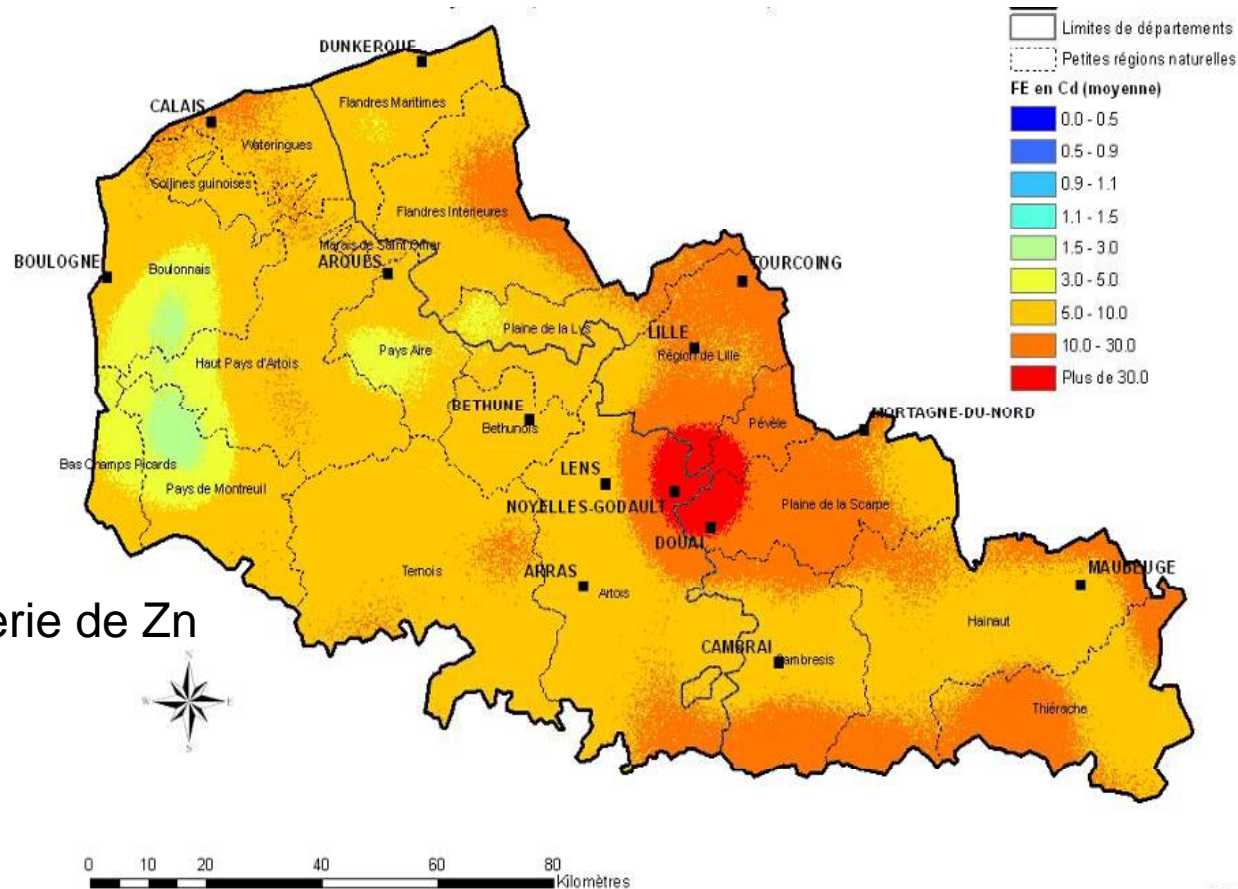 DUNKERQUE
Flandres Maritimes
CALAIS
Wateringues
Collines guinoises
Flandres Interieures
Marais de Saint Omer
ARQUES
BOULOGNE
Boulonnais
TOURCOING
Plaine de la Lys
LILLE
Région de Lille
Pays Aire
Haut Pays d'Artois
BETHUNE
Bethunois
Pévèle
MORTAGNE-DU-NORD
Bas Champs Picards
Pays de Montreuil
LENS
NOYELLES-GODAULT
Plaine de la Scarpe
DOUAI
Ternois
ARRAS
Artois
MAUBEUGE
Hainaut
CAMBRAI
Cambresis
Thiérache
erie de Zn
N
W
E
S
0 10 20 40 60 80
Kilomètres
Limites de départements
Petites régions naturelles
FE en Cd (moyenne)
0.0 - 0.5
0.5 - 0.9
0.9 - 1.1
1.1 - 1.5
1.5 - 3.0
3.0 - 5.0
5.0 - 10.0
10.0 - 30.0
Plus de 30.0